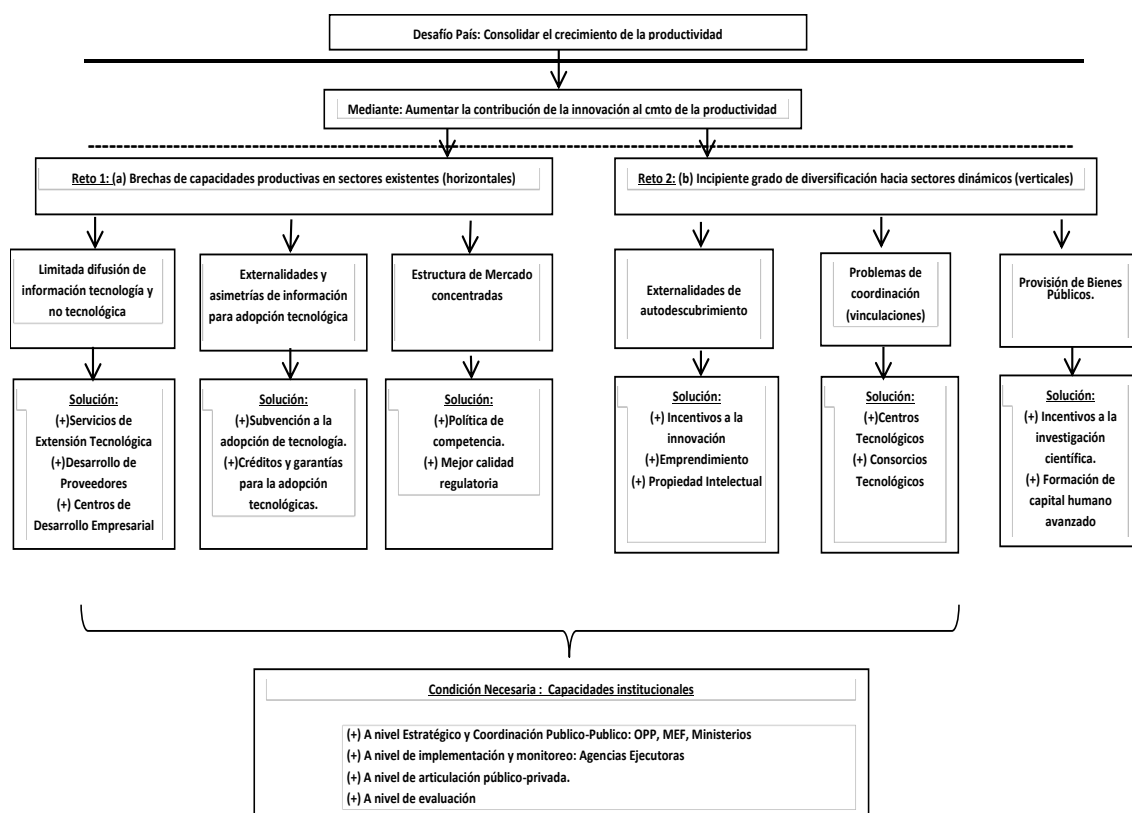 Desafío País: Consolidar el crecimiento de la productividad
Mediante: Aumentar la contribución de la innovación al cmto de la productividad
Reto 1: (a) Brechas de capacidades productivas en sectores existentes (horizontales)
Reto 2: (b) Incipiente grado de diversificación hacia sectores dinámicos (verticales)
Limitada difusión de
información tecnología y
no tecnológica
Externalidades y
asimetrías de información
para adopción tecnológica
Estructura de Mercado
concentradas
Externalidades de
autodescubrimiento
Problemas de
coordinación
(vinculaciones)
Provisión de Bienes
Públicos.
Solución:
(+)Servicios de
Extensión Tecnológica
(+)Desarrollo de
Proveedores
(+) Centros de
Desarrollo Empresarial
Solución:
(+)Subvención a la
adopción de tecnología.
(+)Créditos y garantías
para la adopción
tecnológicas.
Solución:
(+)Política de
competencia.
(+) Mejor calidad
regulatoria
Solución:
(+) Incentivos a la
innovación
(+)Emprendimiento
(+) Propiedad Intelectual
Solución:
(+)Centros
Tecnológicos
(+) Consorcios
Tecnológicos
Solución:
(+) Incentivos a la
investigación
científica.
(+) Formación de
capital humano
avanzado
Condición Necesaria : Capacidades institucionales
(+) A nivel Estratégico y Coordinación Publico-Publico: OPP, MEF, Ministerios
(+) A nivel de implementación y monitoreo: Agencias Ejecutoras
(+) A nivel de articulación público-privada.
(+) A nivel de evaluación